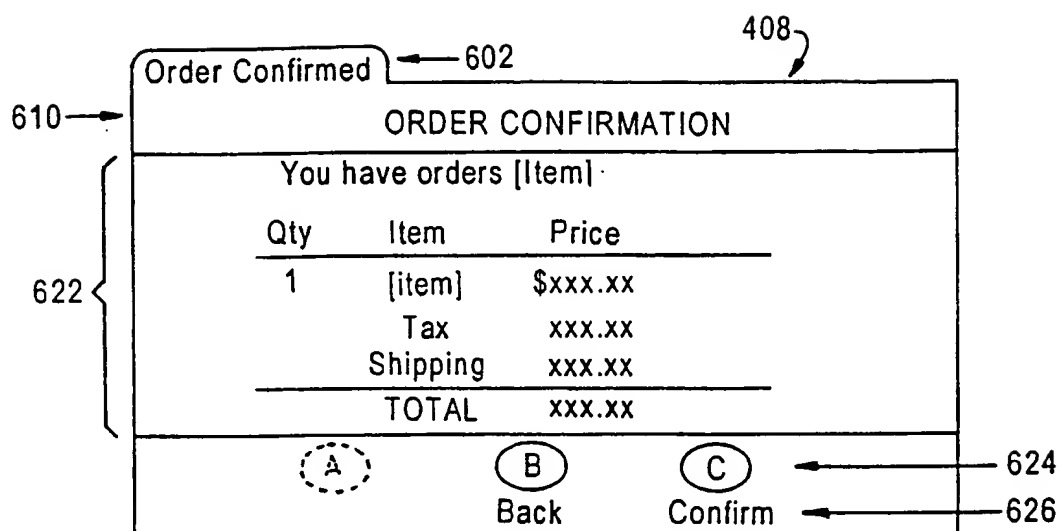 408
Order Confirmed 602
610 ORDER CONFIRMATION
You have orders [Item]
Qty Item Price
622 1 [item] $xxx.xx
Tax xxx.xx
Shipping xxx.xx
TOTAL xxx.xx
A B C 624
Back Confirm 626